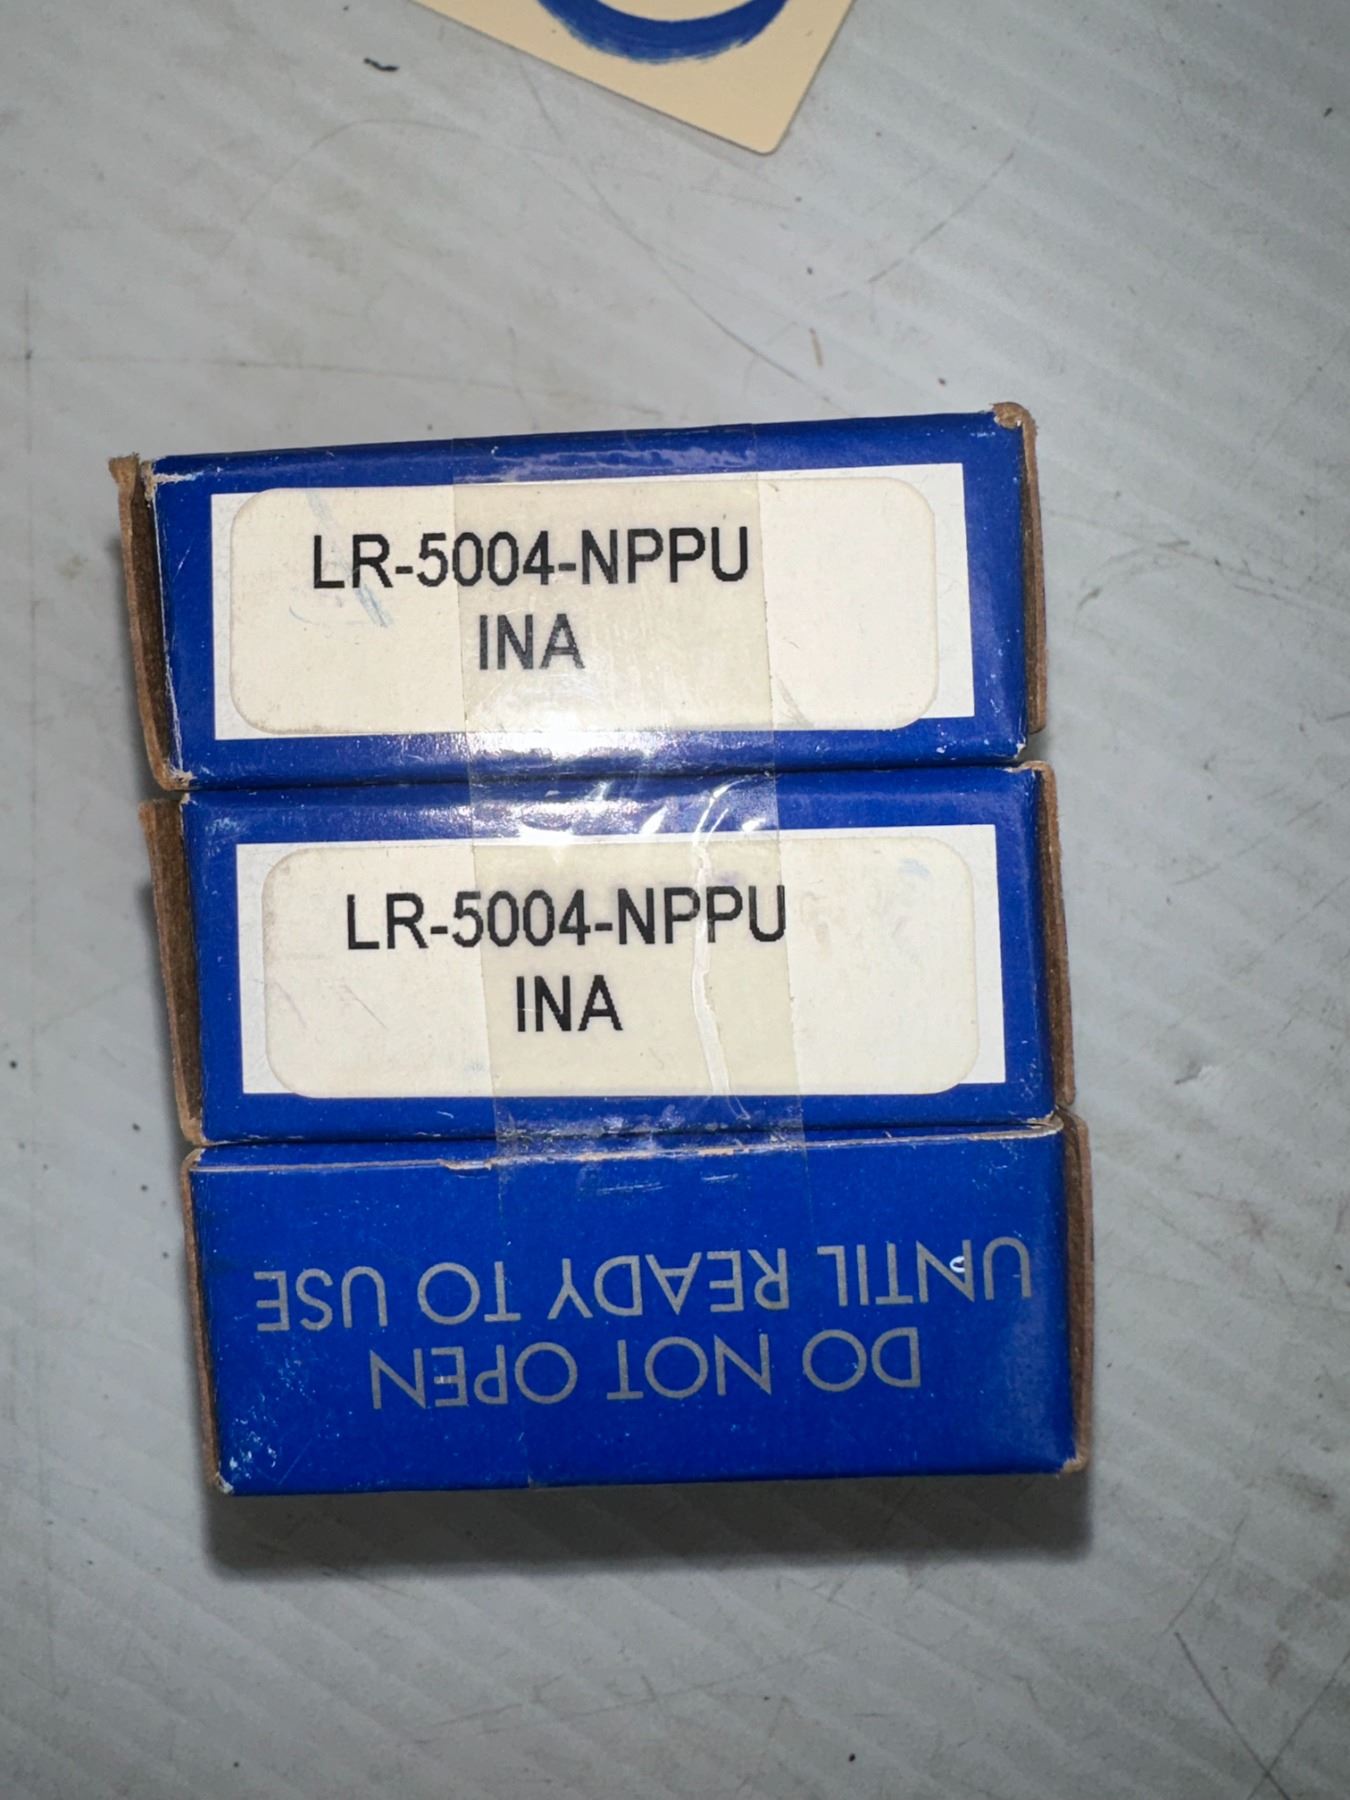 LR-5004-NPPU
INA
LR-5004-NPPU
INA
DO NOT OPEN
UNTIL READY TO USE